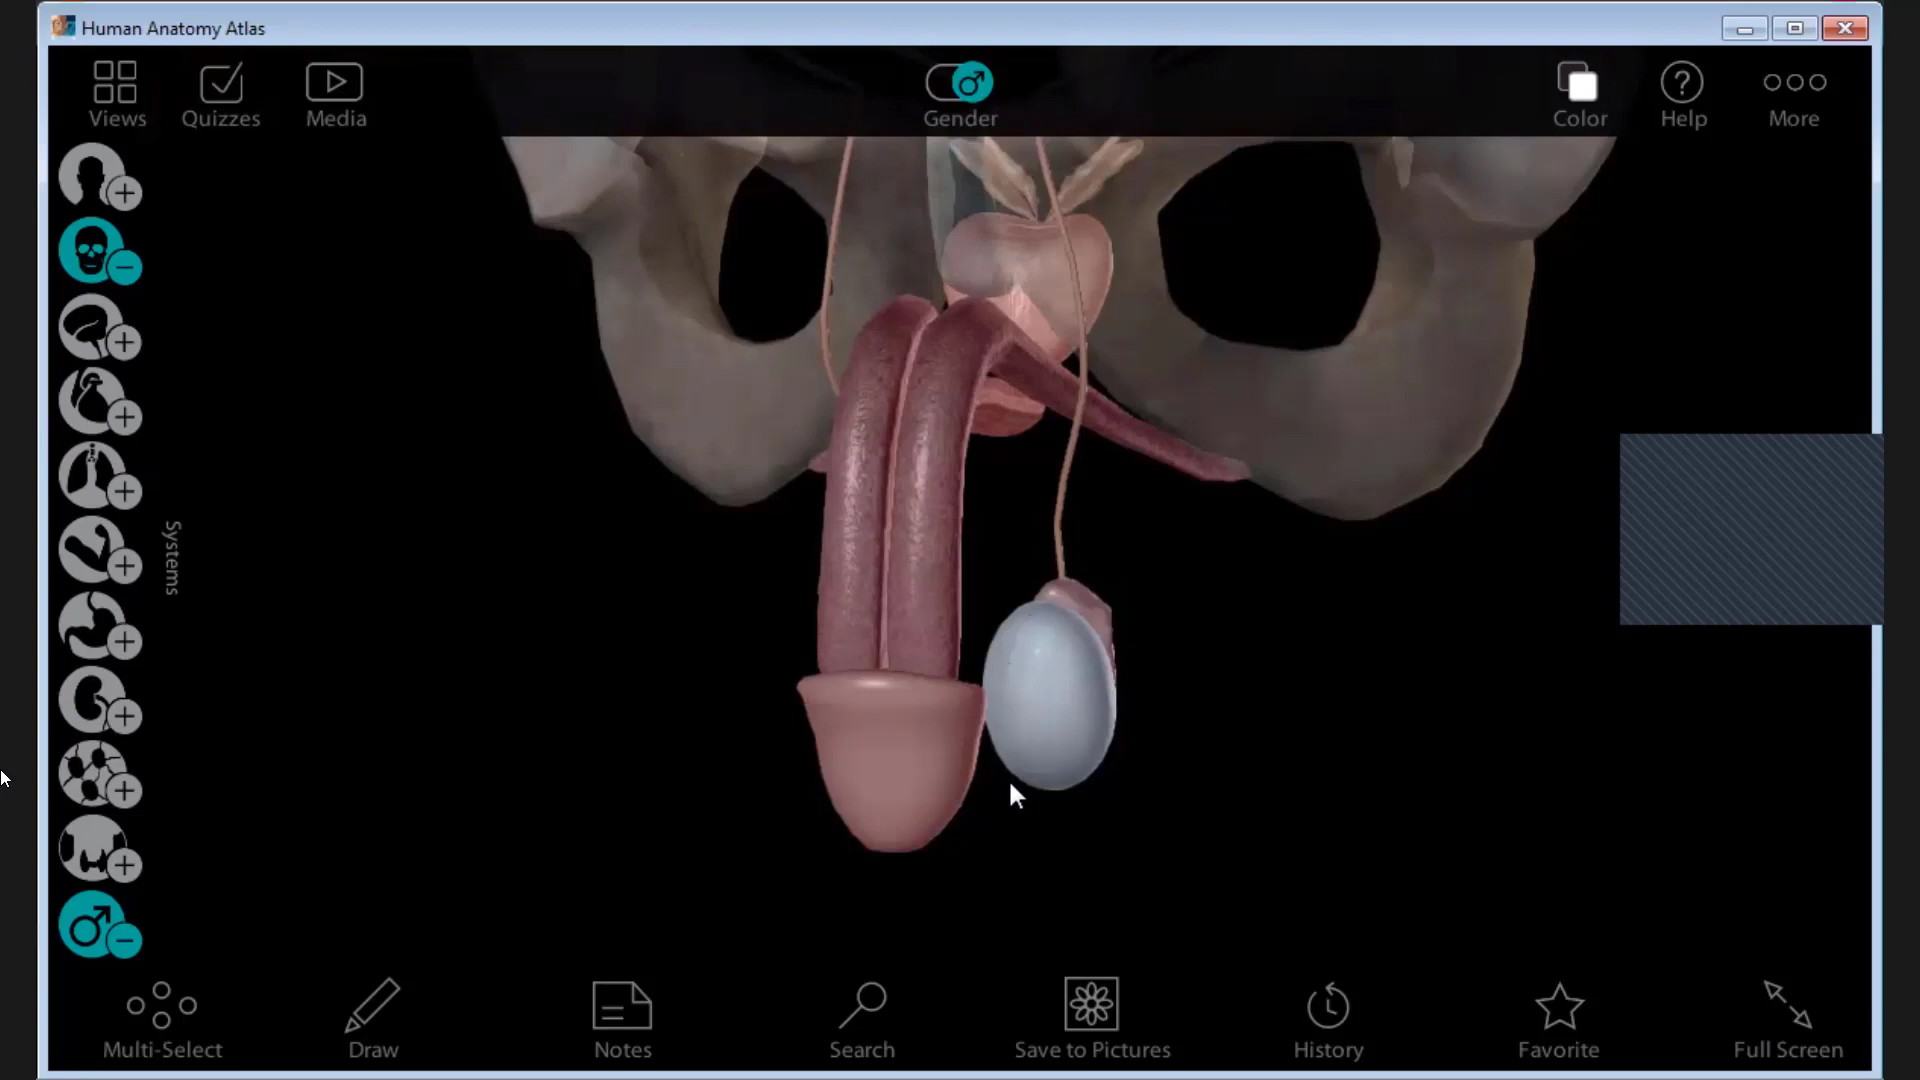 Human Anatomy Atlas
Views
Quizzes
Media
Gender
Color
Help
More
Systems
Multi-Select
Draw
Notes
Search
Save to Pictures
History
Favorite
Full Screen